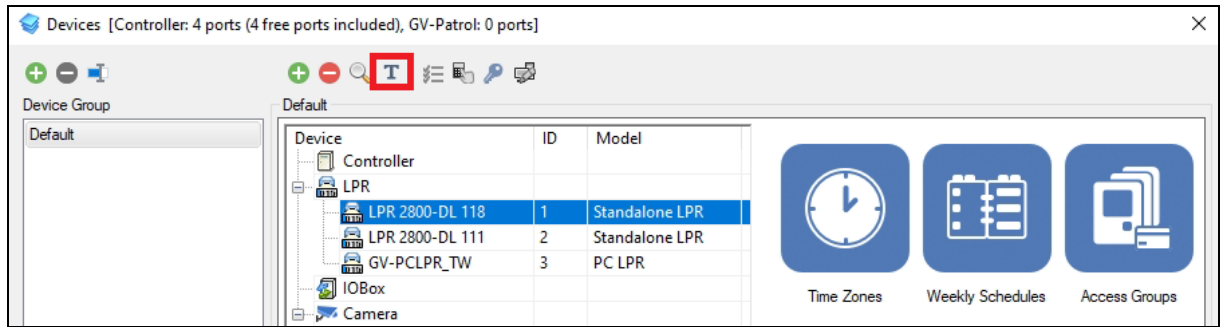 Devices [Controller: 4 ports (4 free ports included), GV-Patrol: 0 ports]
T
Device Group
Default
Default
Device ID Model
Controller
LPR
LPR 2800-DL 118 1 Standalone LPR
LPR 2800-DL 111 2 Standalone LPR
GV-PCLPR_TW 3 PC LPR
IOBox
Camera
Time Zones Weekly Schedules Access Groups